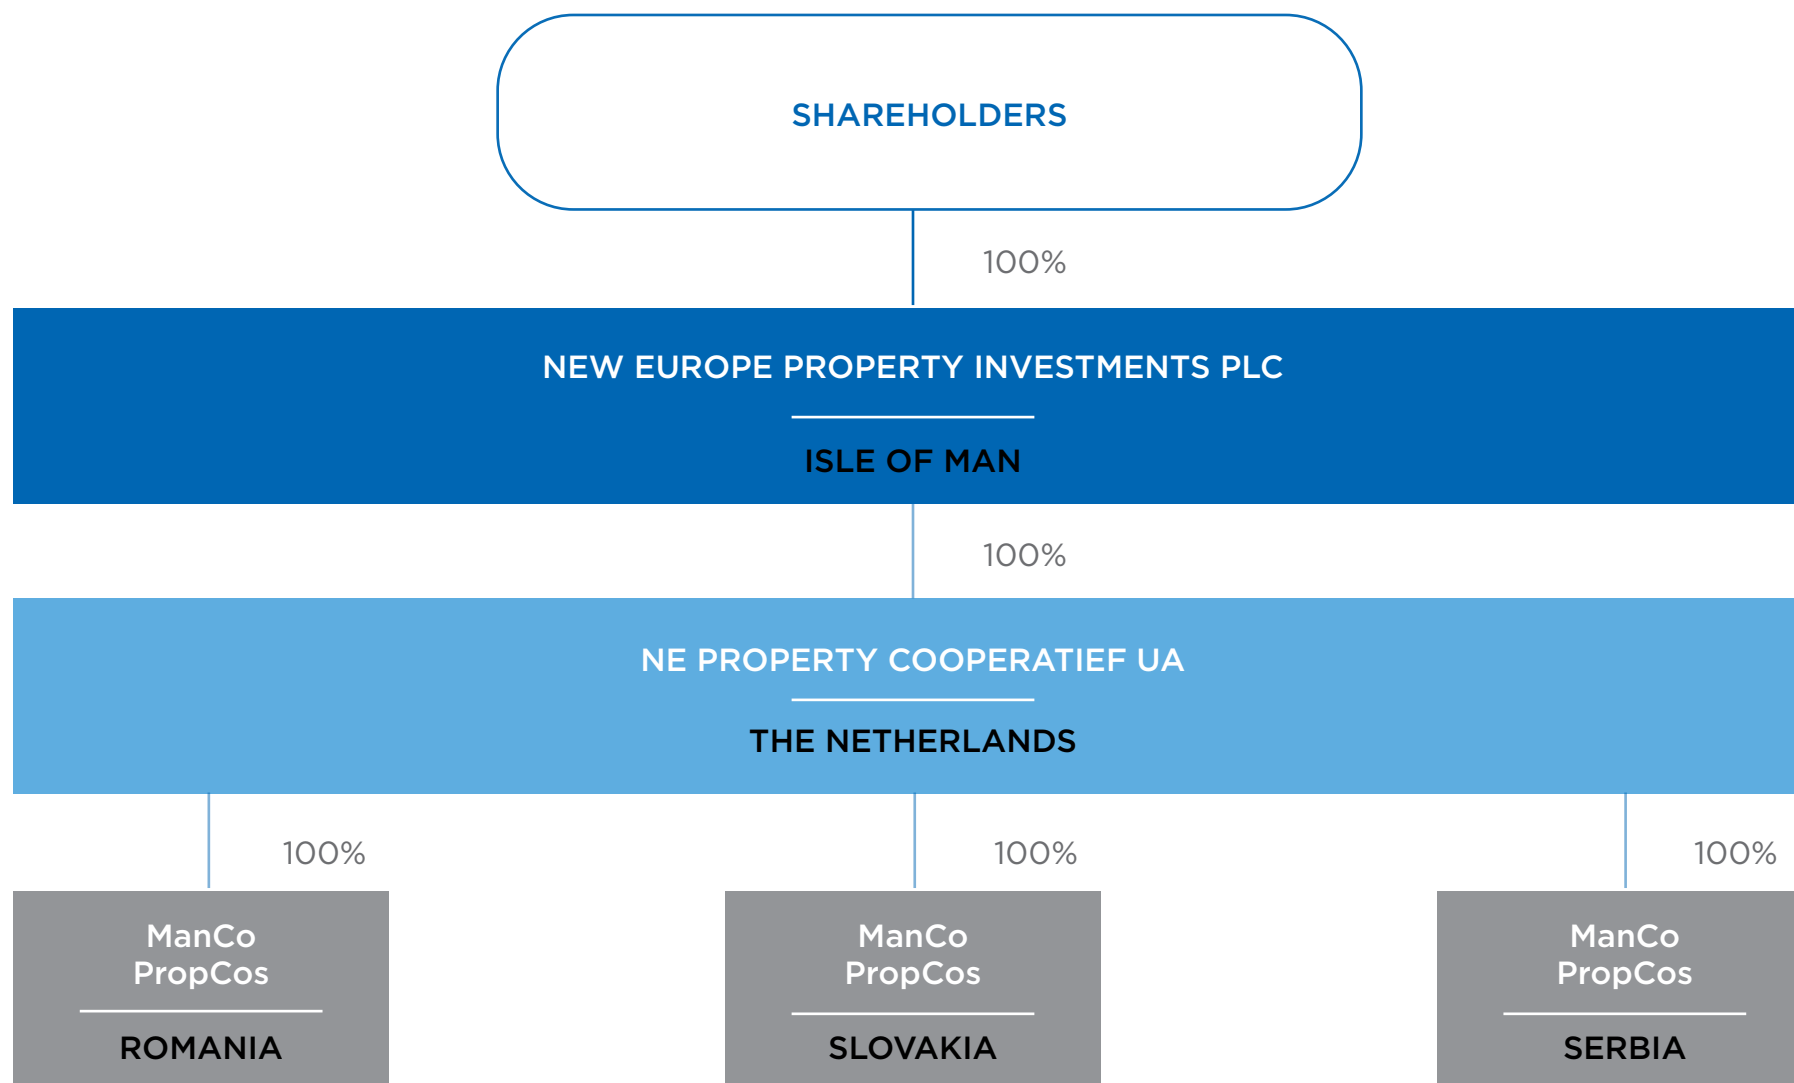 SHAREHOLDERS
100%
NEW EUROPE PROPERTY INVESTMENTS PLC
ISLE OF MAN
100%
NE PROPERTY COOPERATIEF UA
THE NETHERLANDS
100%
100%
100%
ManCo
PropCos
ROMANIA
ManCo
PropCos
SLOVAKIA
ManCo
PropCos
SERBIA